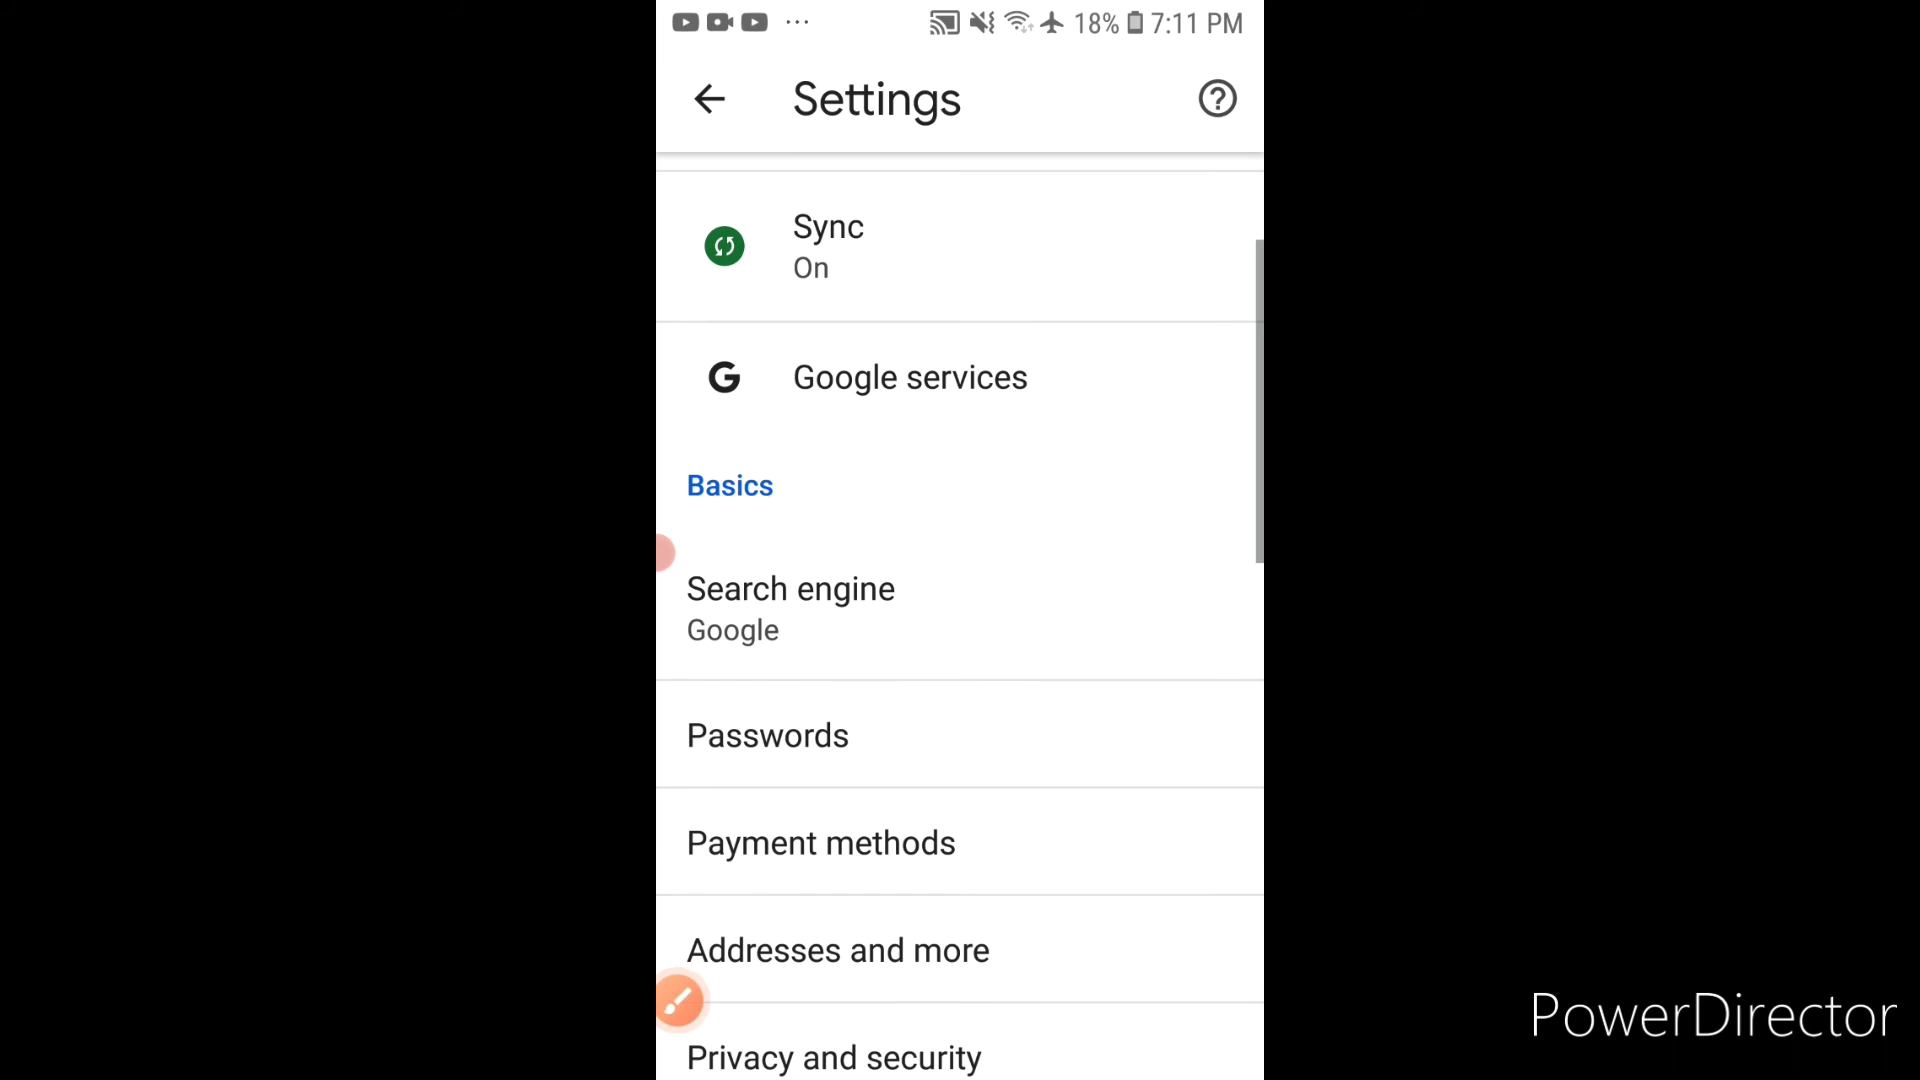 18% 7:11 PM
Settings
Sync
On
G Google services
Basics
Search engine
Google
Passwords
Payment methods
Addresses and more
Privacy and security
PowerDirector